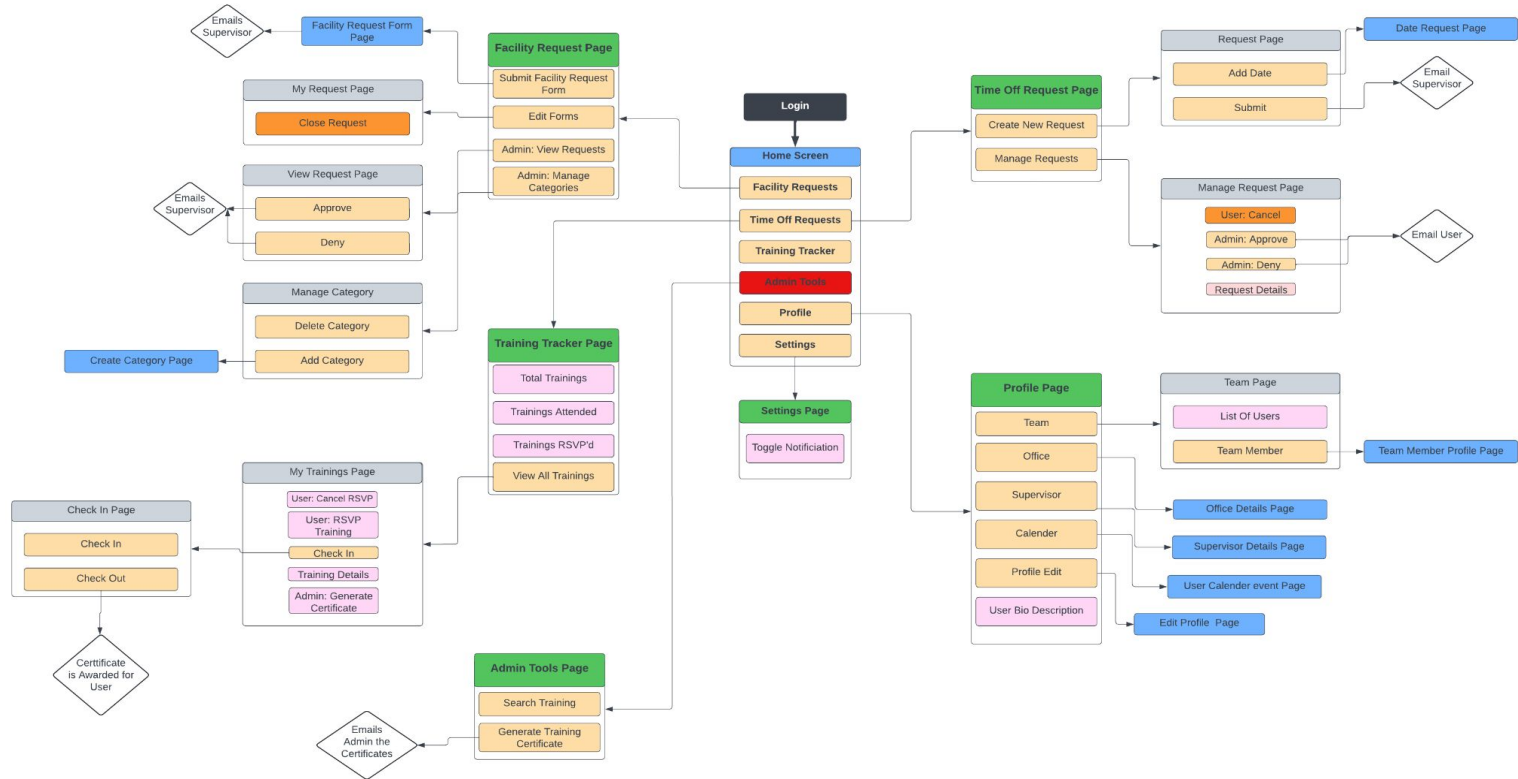 Emails
Supervisor
Facility Request Form
Page
Facility Request Page
Submit Facility Request
Form
Edit Forms
Admin: View Requests
Admin: Manage
Categories
My Request Page
Close Request
View Request Page
Approve
Deny
Emails
Supervisor
Manage Category
Delete Category
Add Category
Create Category Page
Login
Home Screen
Facility Requests
Time Off Requests
Training Tracker
Admin Tools
Profile
Settings
Settings Page
Toggle Notificiation
Time Off Request Page
Create New Request
Manage Requests
Request Page
Add Date
Submit
Date Request Page
Email
Supervisor
Manage Request Page
User: Cancel
Admin: Approve
Admin: Deny
Request Details
Email User
Training Tracker Page
Total Trainings
Trainings Attended
Trainings RSVP'd
View All Trainings
My Trainings Page
User: Cancel RSVP
User: RSVP
Training
Check In
Training Details
Admin: Generate
Certificate
Check In Page
Check In
Check Out
Certtificate
is Awarded for
User
Admin Tools Page
Search Training
Generate Training
Certificate
Emails
Admin the
Certificates
Profile Page
Team
Office
Supervisor
Calender
Profile Edit
User Bio Description
Team Page
List Of Users
Team Member
Team Member Profile Page
Office Details Page
Supervisor Details Page
User Calender event Page
Edit Profile Page